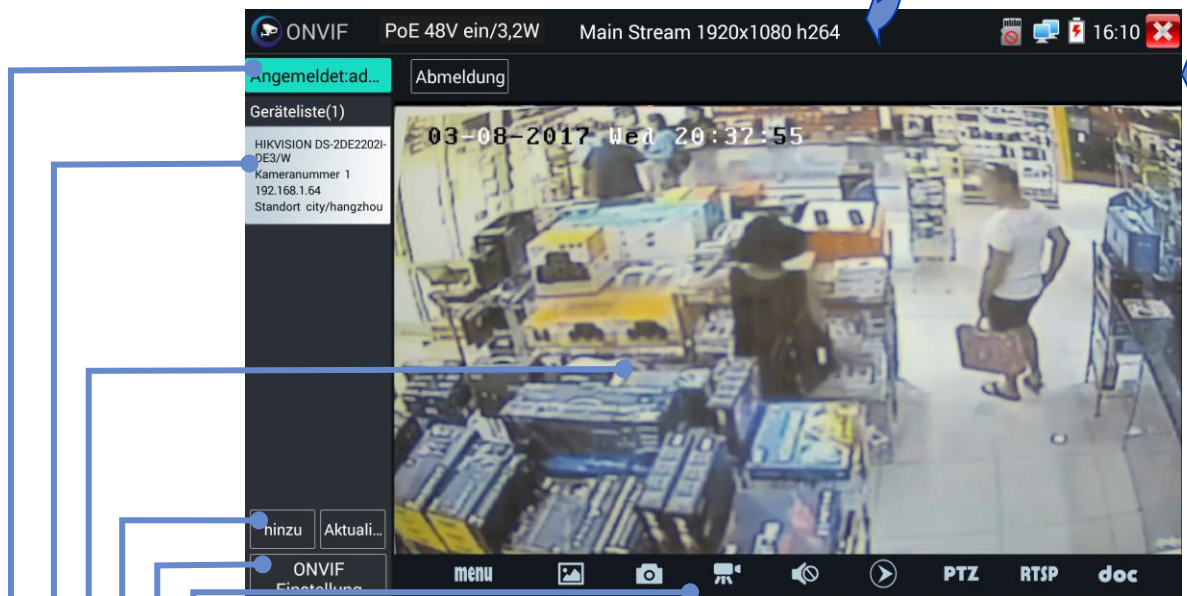 ONVIF PoE 48V ein/3,2W Main Stream 1920x1080 h264 16:10
Angemeldet:ad... Abmeldung
Geräteliste(1)
HIKVISION DS-2DE2202I-
DE3/W
Kameranummer 1
192.168.1.64
Standort city/hangzhou
03-08-2017 Wed 20:37:55
hinzu Aktuali...
ONVIF
Einstellung
menu PTZ RTSP doc